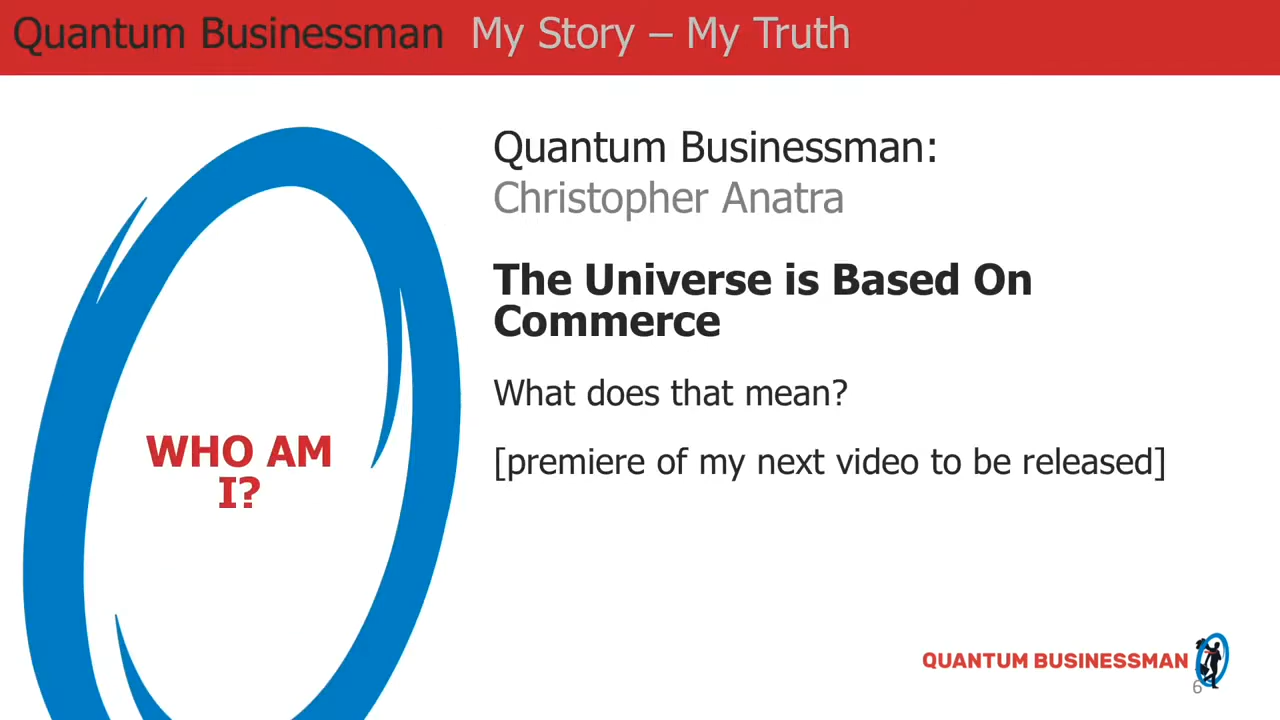 Quantum Businessman My Story – My Truth
Quantum Businessman:
Christopher Anatra
The Universe is Based On
Commerce
What does that mean?
[premiere of my next video to be released]
WHO AM
I?
QUANTUM BUSINESSMAN
6